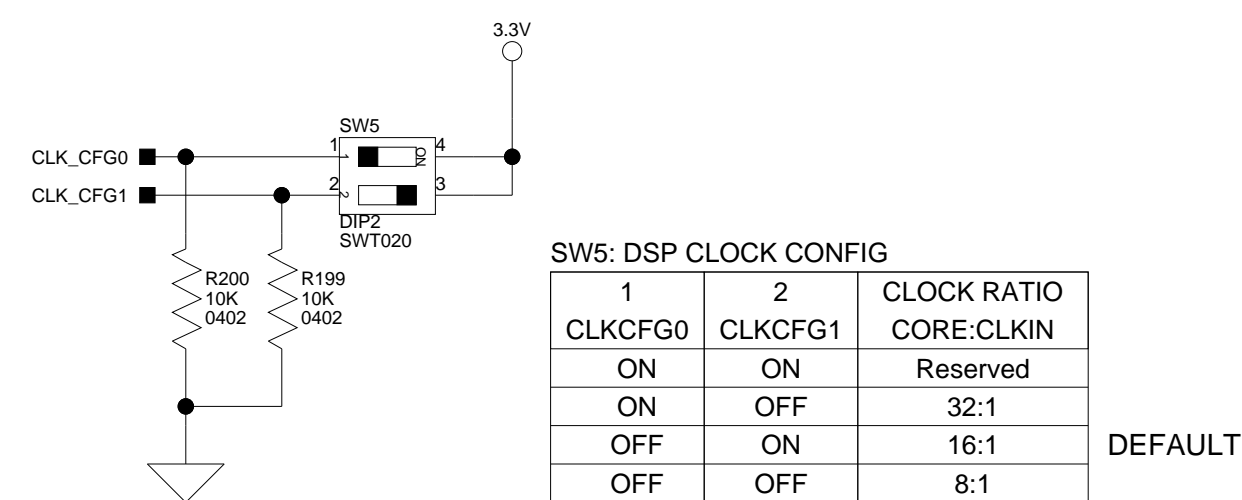 3.3V
SW5
1
4
1
ON
CLK_CFG0
2
3
2
CLK_CFG1
DIP2
SWT020
R200
10K
0402
R199
10K
0402
SW5: DSP CLOCK CONFIG
1 2 CLOCK RATIO
CLKCFG0 CLKCFG1 CORE:CLKIN
ON ON Reserved
ON OFF 32:1
OFF ON 16:1 DEFAULT
OFF OFF 8:1